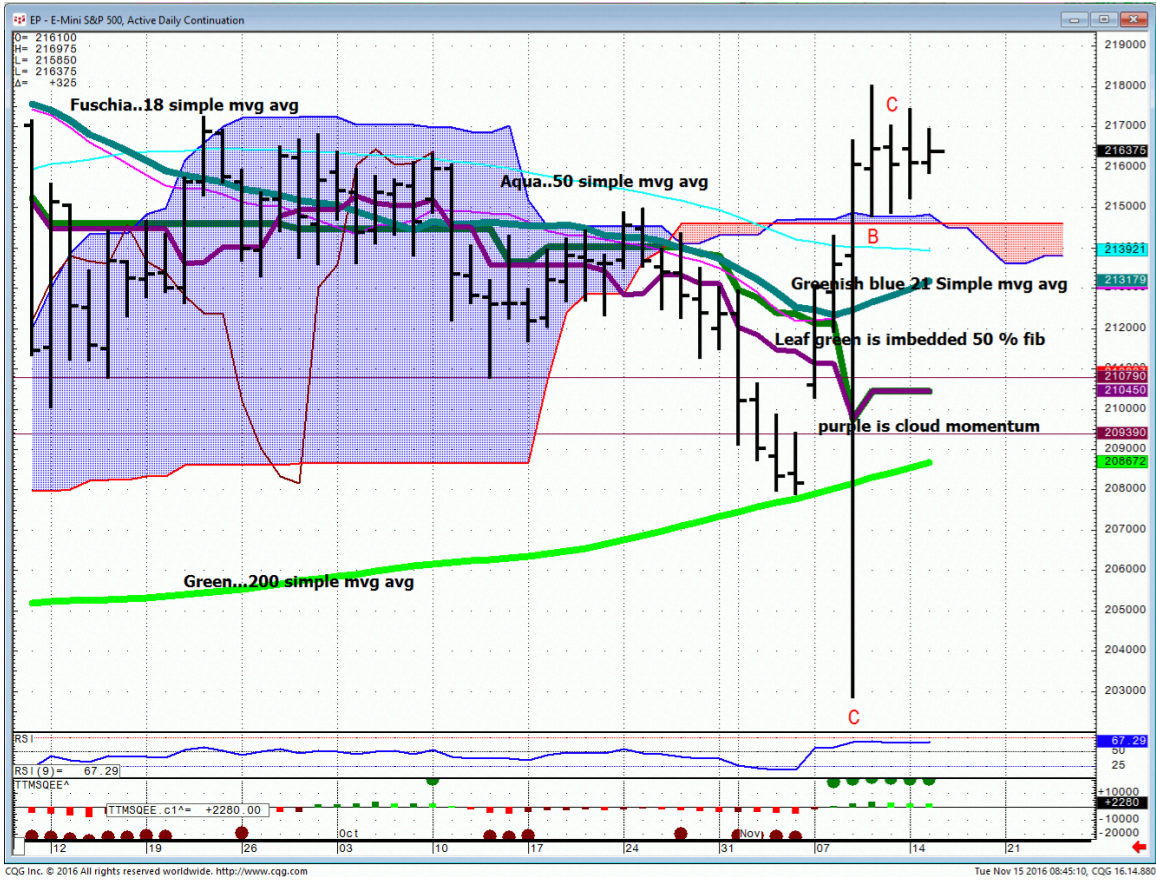 EP - E-Mini S&P 500, Active Daily Continuation
O= 216100
H= 216975
L= 215850
L= 216375
Δ= +325
Fuschia..18 simple mvg avg
Aqua..50 simple mvg avg
Greenish blue 21 Simple mvg avg
Leaf green is imbedded 50 % fib
purple is cloud momentum
Green...200 simple mvg avg
C
C
B
219000
218000
217000
216375
216000
215000
213921
213179
212000
210790
210450
210000
209390
209000
208672
208000
207000
206000
205000
204000
203000
RSI
67.29
50
25
RSI(9)= 67.29
TTMSQEE^
TTMSQEE.c1^= +2280.00
+10000
+2280
-10000
-20000
Oct
Nov
12
19
26
03
10
17
24
31
07
14
21
CQG Inc. © 2016 All rights reserved worldwide. http://www.cqg.com
Tue Nov 15 2016 08:45:10, CQG 16.14.880